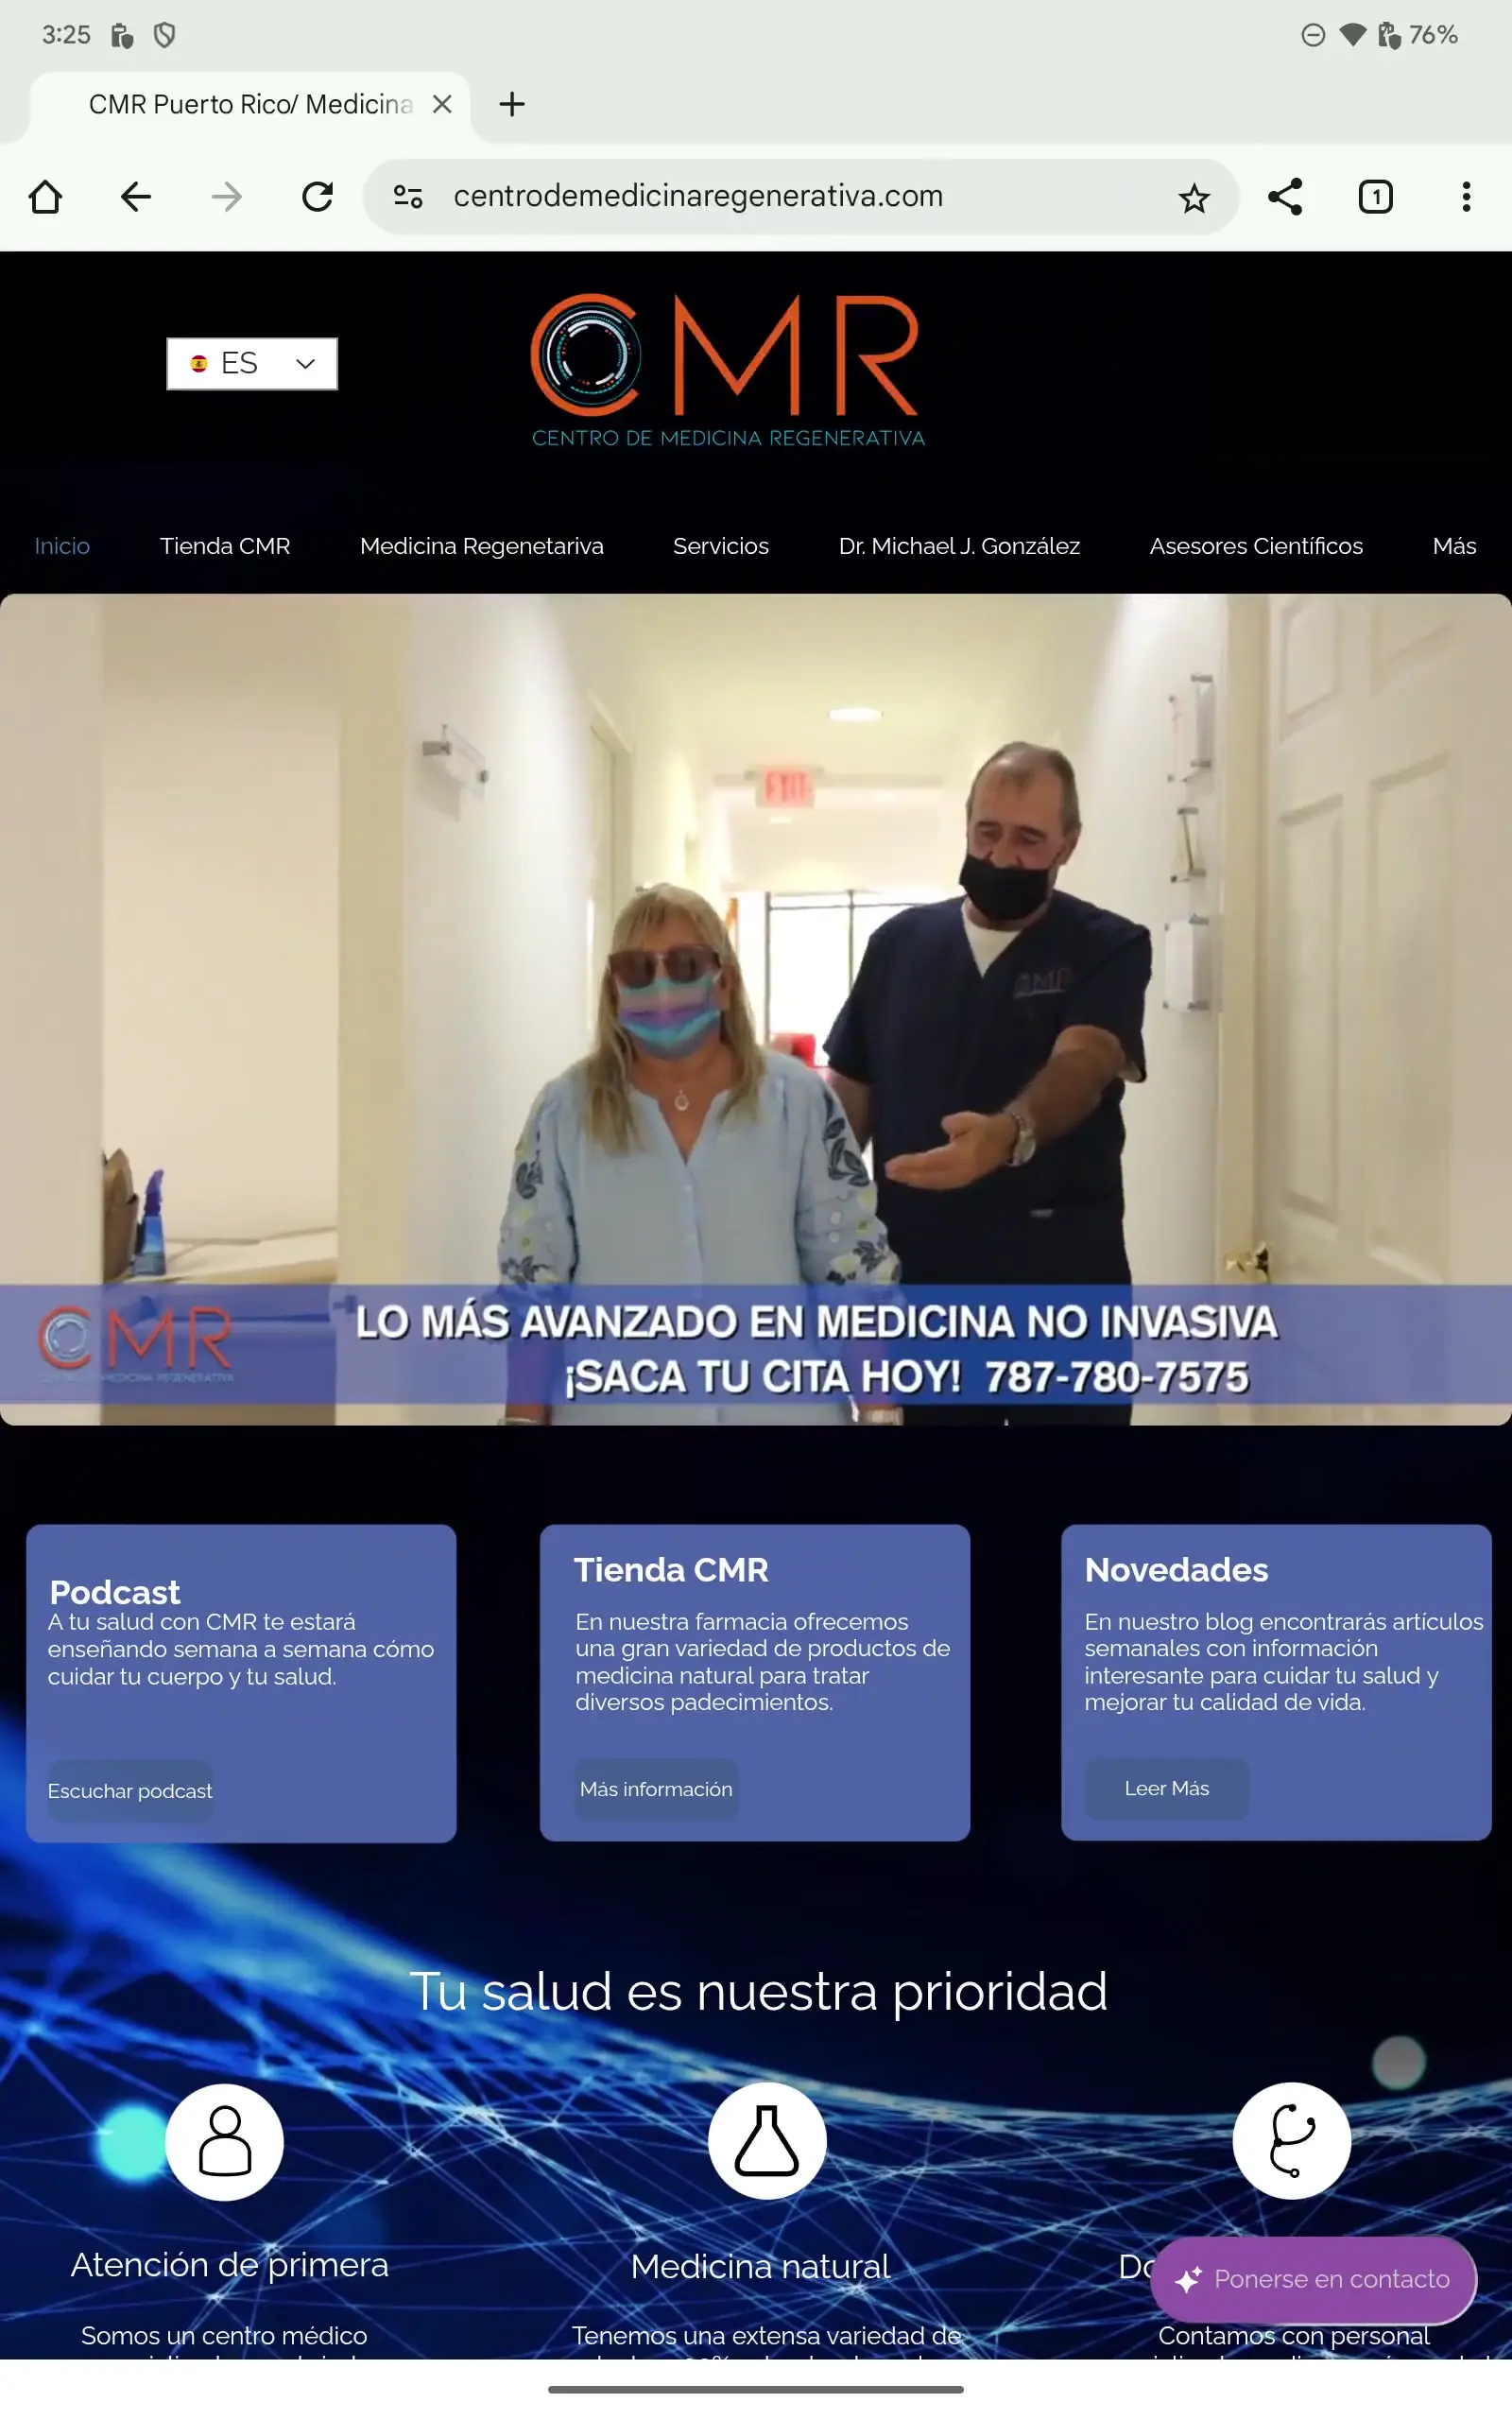 3:25
76%
CMR Puerto Rico/ Medicina
centrodemedicinaregenerativa.com
1
ES
CMR
CENTRO DE MEDICINA REGENERATIVA
Inicio
Tienda CMR
Medicina Regenetariva
Servicios
Dr. Michael J. González
Asesores Científicos
Más
EXIT
CMR
CMR
CENTRO DE MEDICINA REGENERATIVA
LO MÁS AVANZADO EN MEDICINA NO INVASIVA
¡SACA TU CITA HOY! 787-780-7575
Podcast
A tu salud con CMR te estará
enseñando semana a semana cómo
cuidar tu cuerpo y tu salud.
Escuchar podcast
Tienda CMR
En nuestra farmacia ofrecemos
una gran variedad de productos de
medicina natural para tratar
diversos padecimientos.
Más información
Novedades
En nuestro blog encontrarás artículos
semanales con información
interesante para cuidar tu salud y
mejorar tu calidad de vida.
Leer Más
Tu salud es nuestra prioridad
Atención de primera
Somos un centro médico
Medicina natural
Tenemos una extensa variedad de
Do
Contamos con personal
Ponerse en contacto